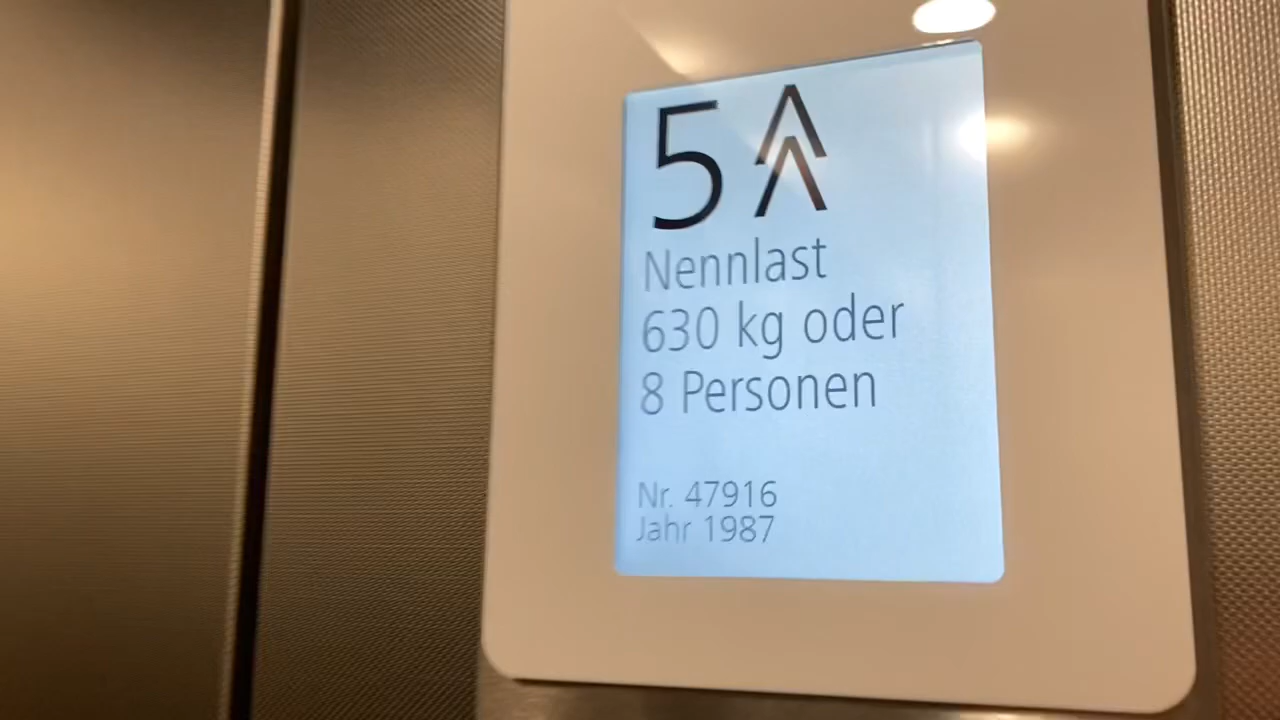 5
Nennlast
630 kg oder
8 Personen
Nr. 47916
Jahr 1987